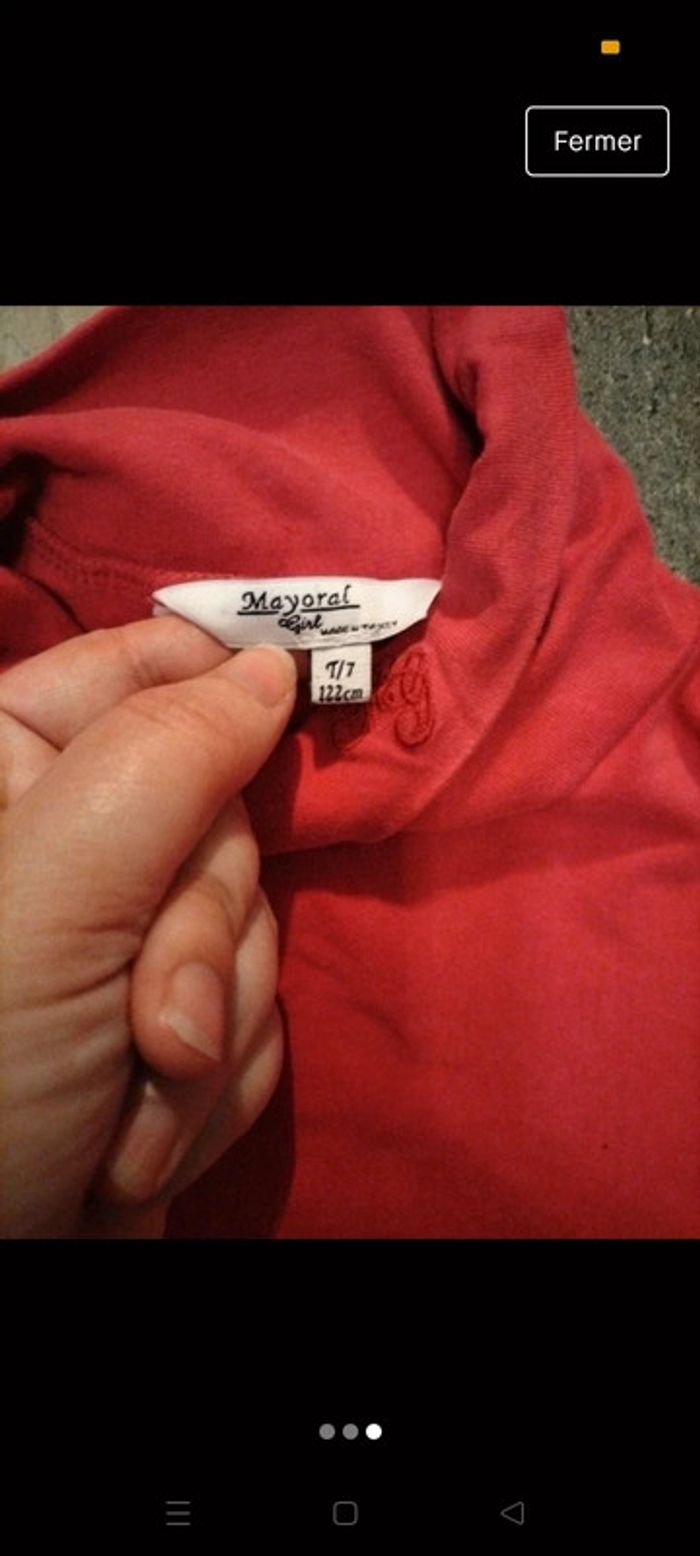 Fermer
Mayoral
Girl
T/7
122cm